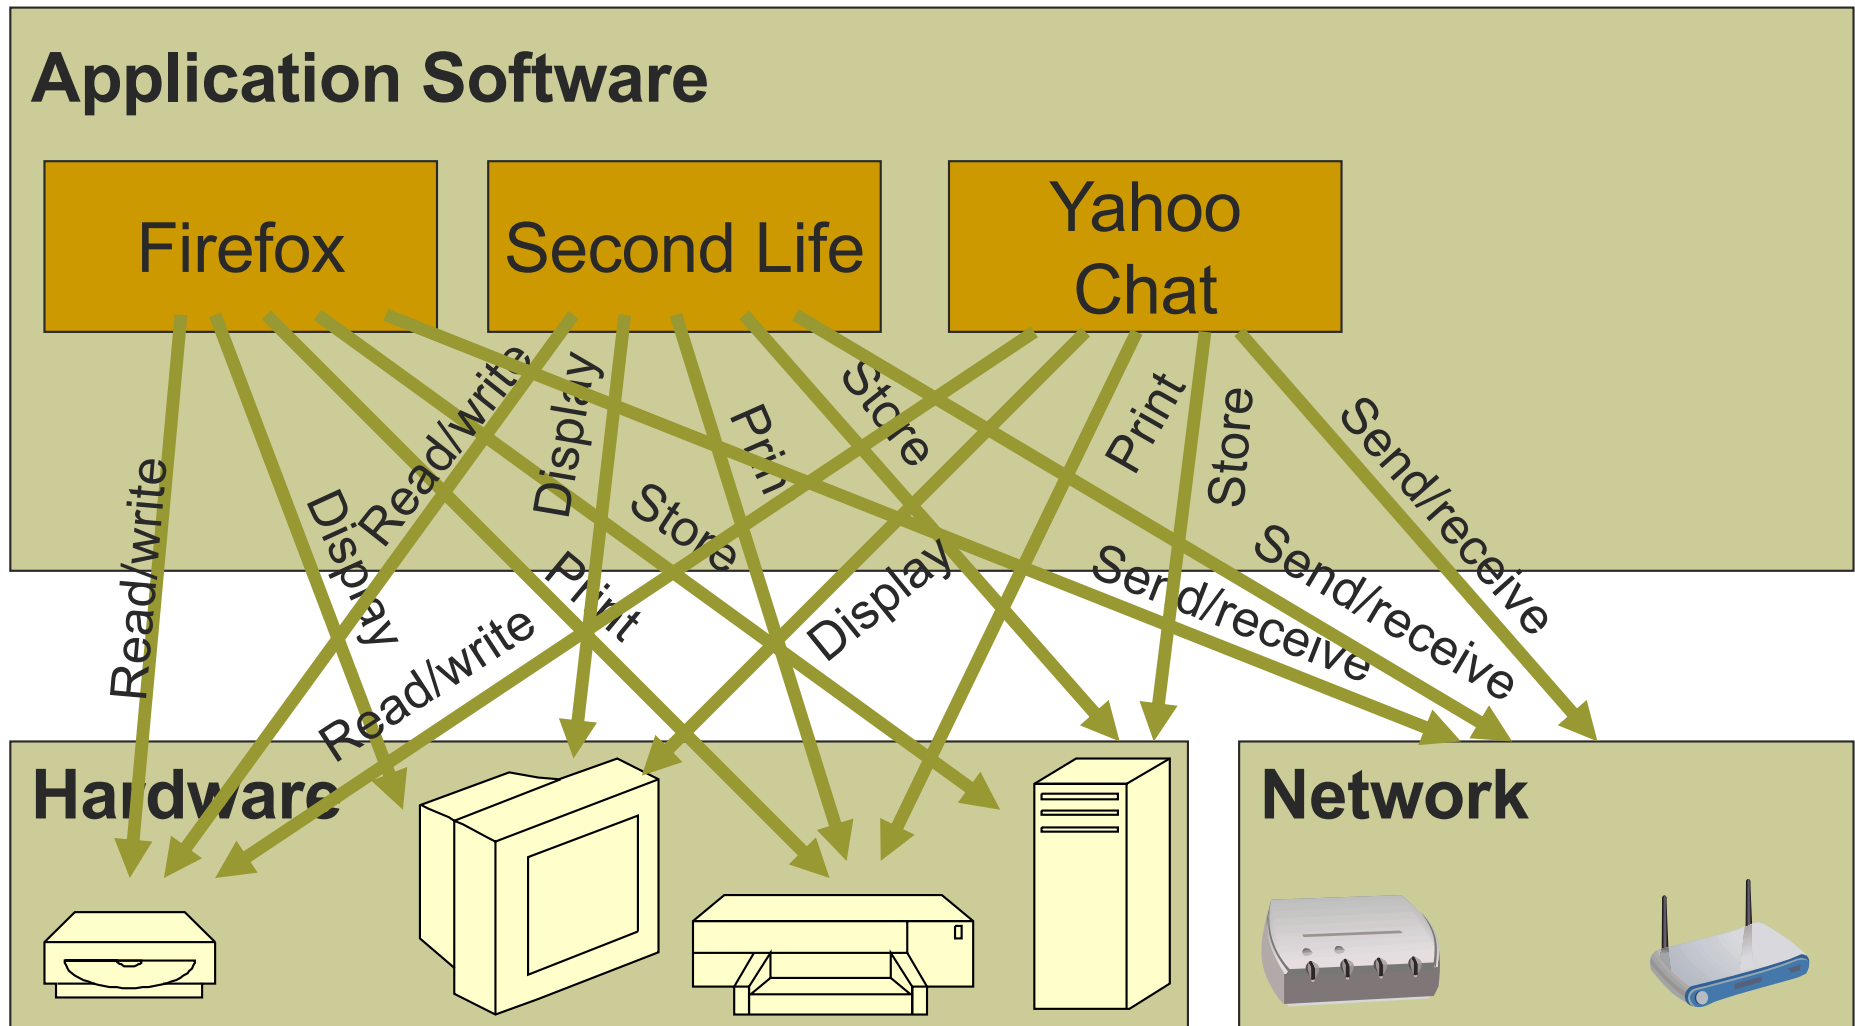 Application Software
Firefox
Second Life
Yahoo
Chat
Read/write
Display
Print
Store
Send/receive
Read/write
Display
Prin
Store
Send/receive
Read/write
Display
Print
Store
Send/receive
Hardware
Network